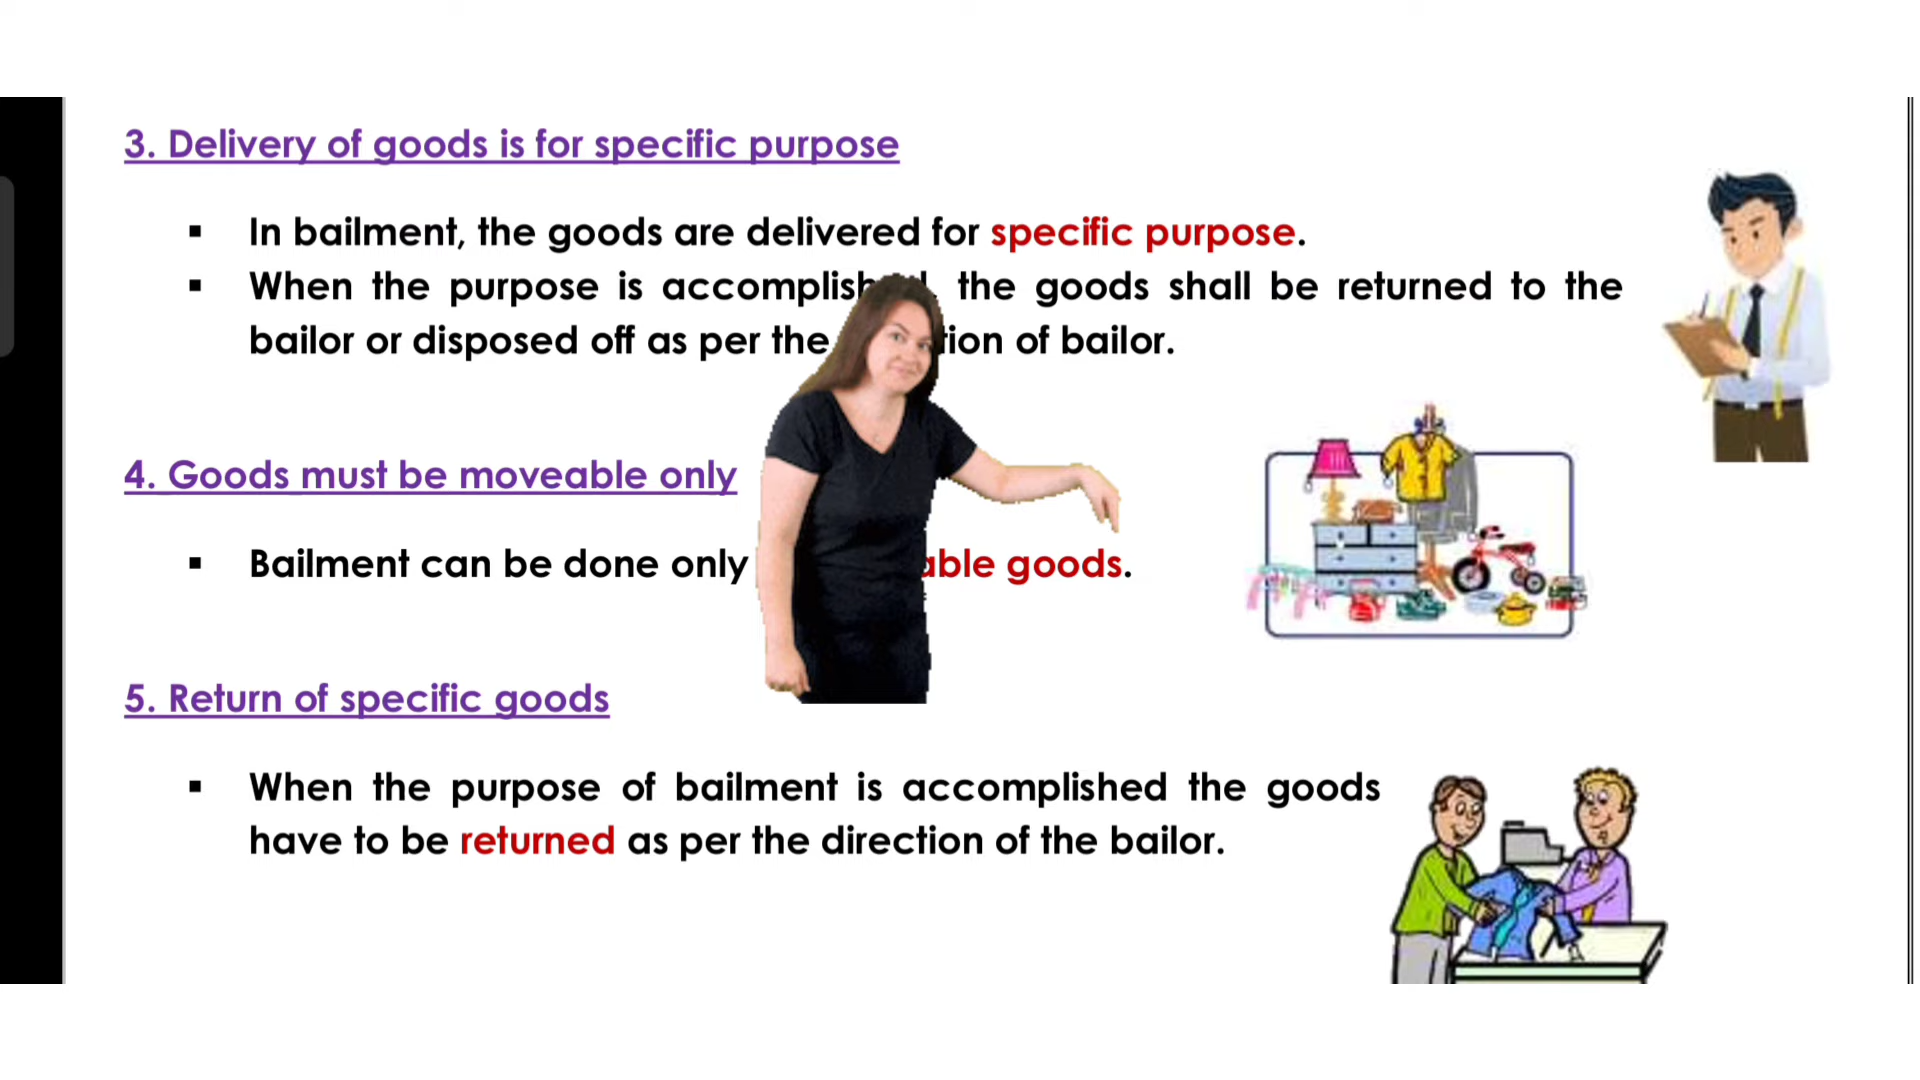 3. Delivery of goods is for specific purpose
▪ In bailment, the goods are delivered for specific purpose.
▪ When the purpose is the goods shall be returned to the
bailor or disposed off as per the of bailor.
4. Goods must be moveable only
▪ Bailment can be done only goods.
5. Return of specific goods
▪ When the purpose of bailment is accomplished the goods
have to be returned as per the direction of the bailor.